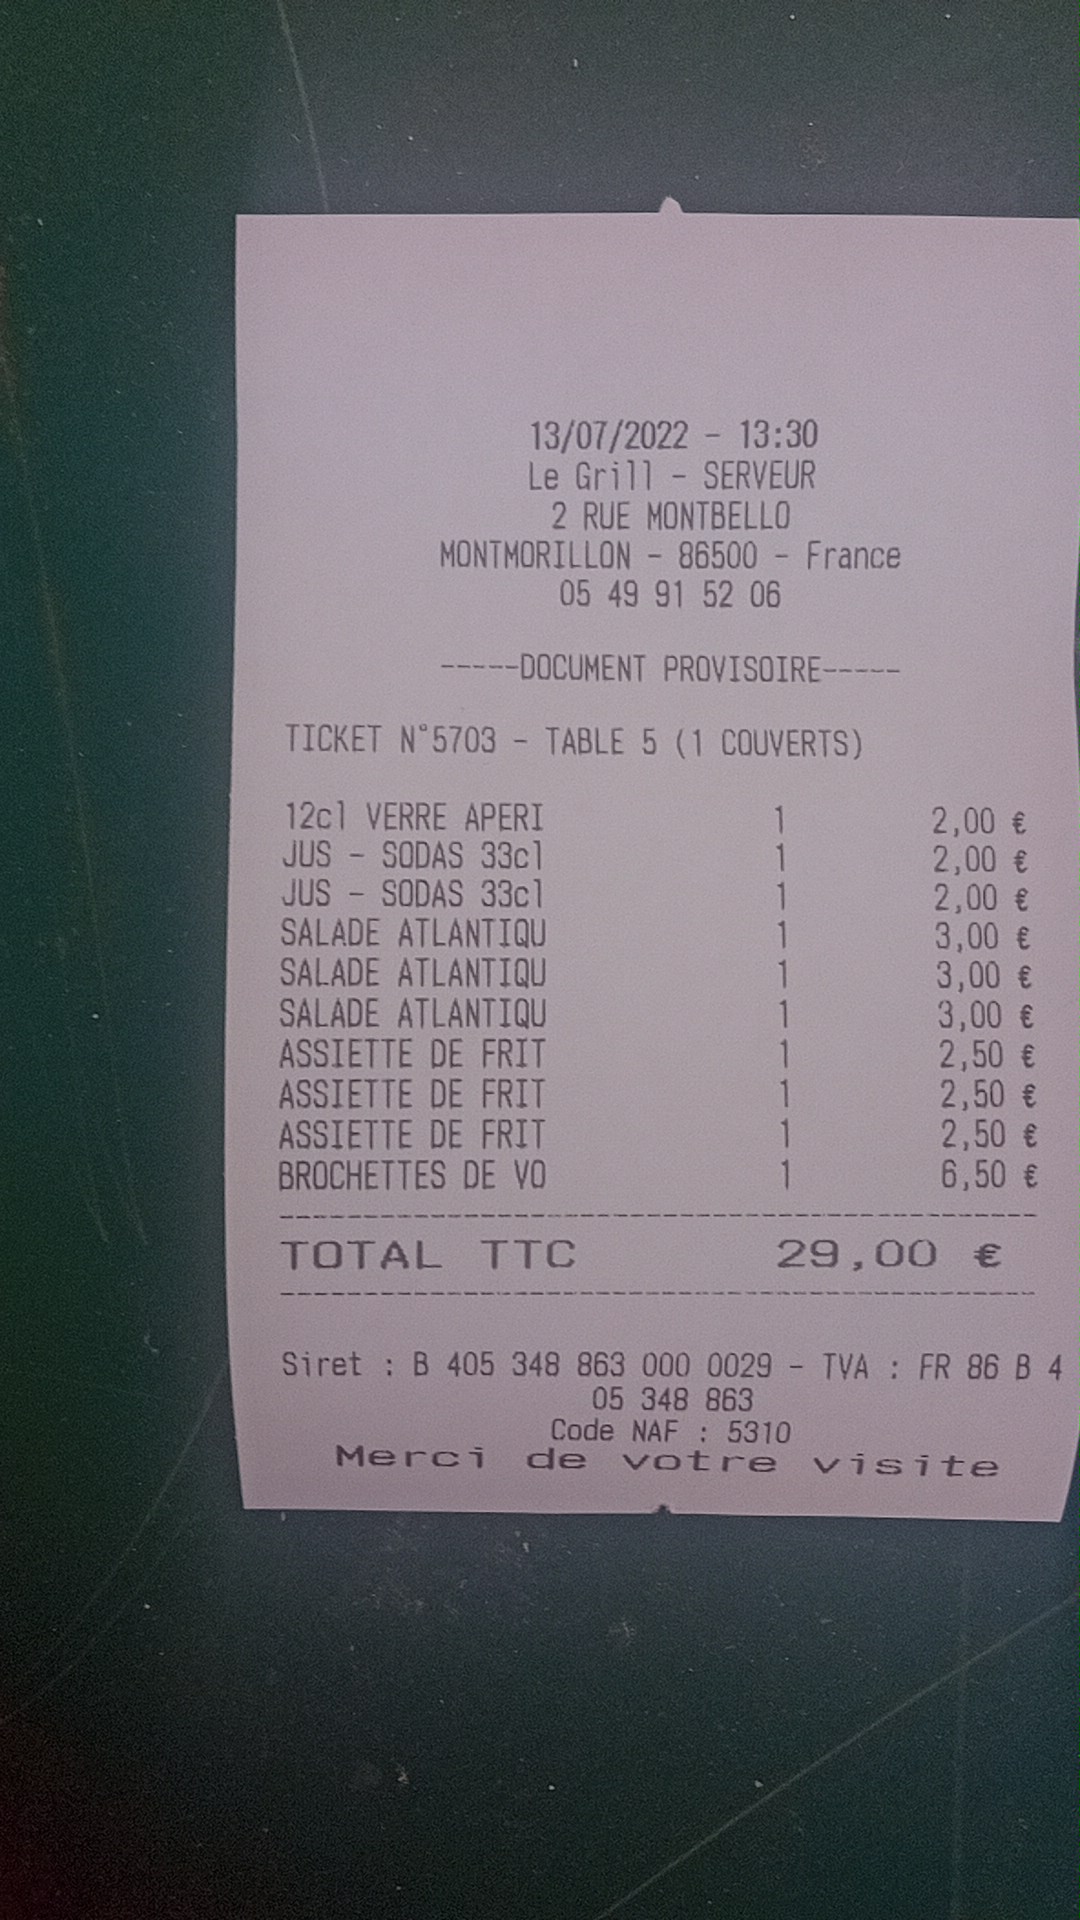 13/07/2022 - 13:30
Le Grill - SERVEUR
2 RUE MONTBELLO
MONTMORILLON - 86500 - France
05 49 91 52 06
-----DOCUMENT PROVISOIRE-----
TICKET N°5703 - TABLE 5 (1 COUVERTS)
12cl VERRE APERI 1 2,00 €
JUS - SODAS 33cl 1 2,00 €
JUS - SODAS 33cl 1 2,00 €
SALADE ATLANTIQU 1 3,00 €
SALADE ATLANTIQU 1 3,00 €
SALADE ATLANTIQU 1 3,00 €
ASSIETTE DE FRIT 1 2,50 €
ASSIETTE DE FRIT 1 2,50 €
ASSIETTE DE FRIT 1 2,50 €
BROCHETTES DE VO 1 6,50 €
TOTAL TTC 29,00 €
Siret : B 405 348 863 000 0029 - TVA : FR 86 B 4
05 348 863
Code NAF : 5310
Merci de votre visite